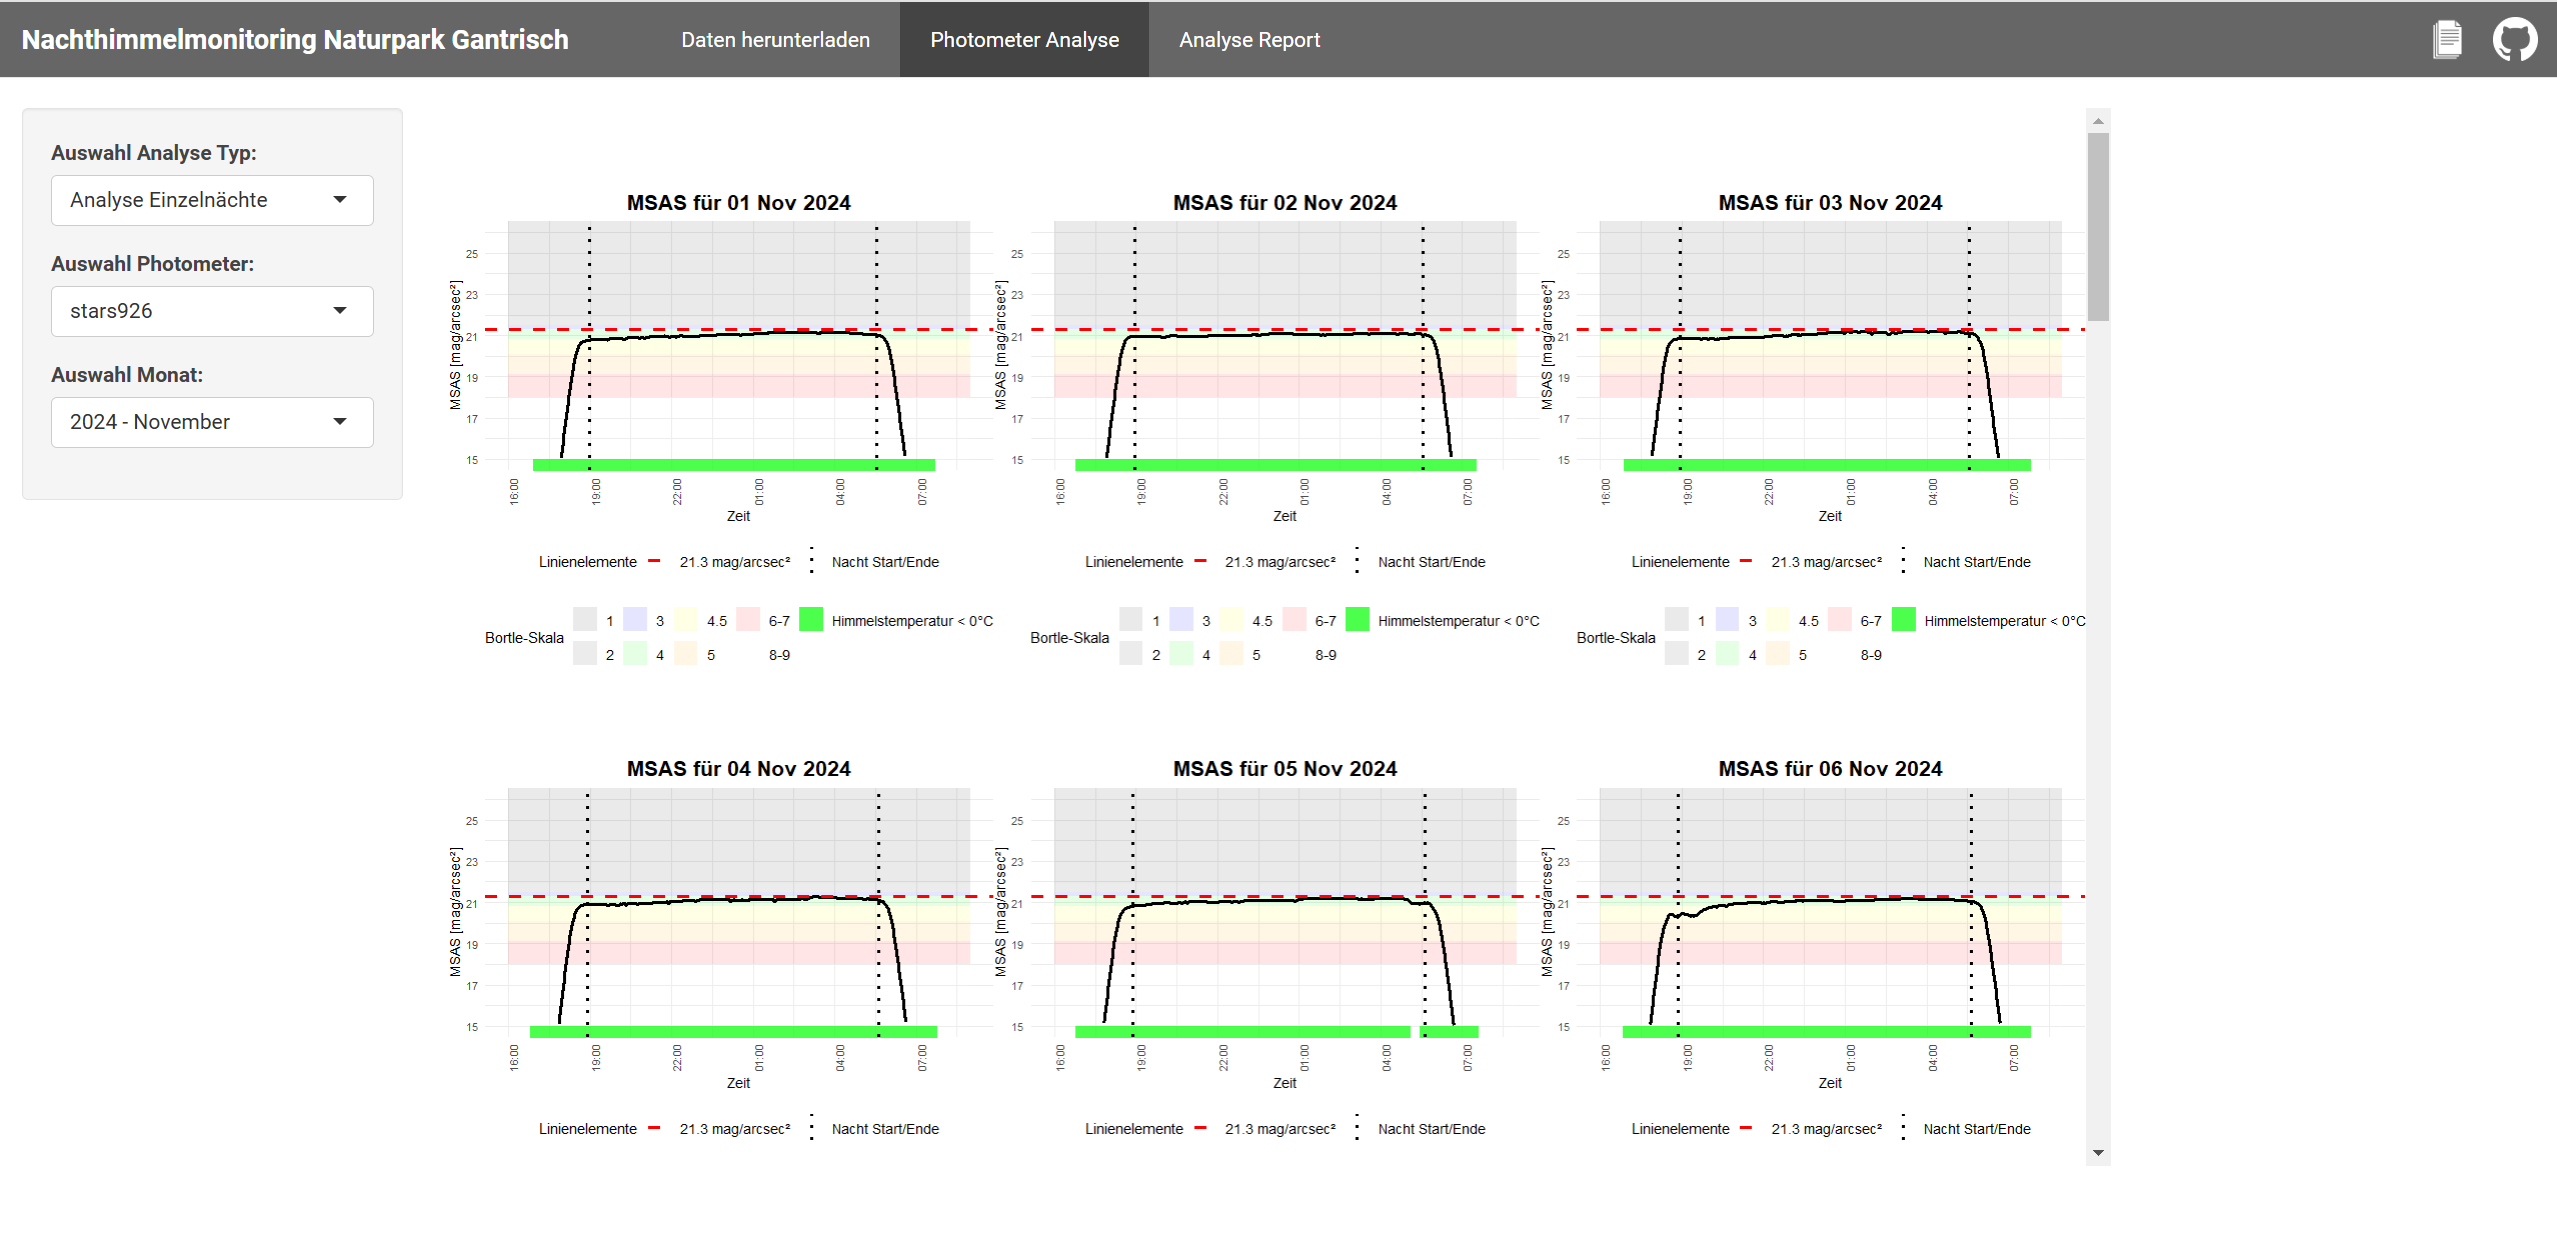 Nachthimmelmonitoring Naturpark Gantrisch Daten herunterladen Photometer Analyse Analyse Report
Auswahl Analyse Typ:
Analyse Einzelnächte
Auswahl Photometer:
stars926
Auswahl Monat:
2024 - November
MSAS für 01 Nov 2024
MSAS [mag/arcsec²]
25
23
21
19
17
15
16:00 19:00 22:00 01:00 04:00 07:00
Zeit
Linienelemente 21.3 mag/arcsec² Nacht Start/Ende
Bortle-Skala 1 3 4.5 6-7 Himmelstemperatur < 0°C
2 4 5 8-9
MSAS für 02 Nov 2024
MSAS [mag/arcsec²]
25
23
21
19
17
15
16:00 19:00 22:00 01:00 04:00 07:00
Zeit
Linienelemente 21.3 mag/arcsec² Nacht Start/Ende
Bortle-Skala 1 3 4.5 6-7 Himmelstemperatur < 0°C
2 4 5 8-9
MSAS für 03 Nov 2024
MSAS [mag/arcsec²]
25
23
21
19
17
15
16:00 19:00 22:00 01:00 04:00 07:00
Zeit
Linienelemente 21.3 mag/arcsec² Nacht Start/Ende
Bortle-Skala 1 3 4.5 6-7 Himmelstemperatur < 0°C
2 4 5 8-9
MSAS für 04 Nov 2024
MSAS [mag/arcsec²]
25
23
21
19
17
15
16:00 19:00 22:00 01:00 04:00 07:00
Zeit
Linienelemente 21.3 mag/arcsec² Nacht Start/Ende
MSAS für 05 Nov 2024
MSAS [mag/arcsec²]
25
23
21
19
17
15
16:00 19:00 22:00 01:00 04:00 07:00
Zeit
Linienelemente 21.3 mag/arcsec² Nacht Start/Ende
MSAS für 06 Nov 2024
MSAS [mag/arcsec²]
25
23
21
19
17
15
16:00 19:00 22:00 01:00 04:00 07:00
Zeit
Linienelemente 21.3 mag/arcsec² Nacht Start/Ende